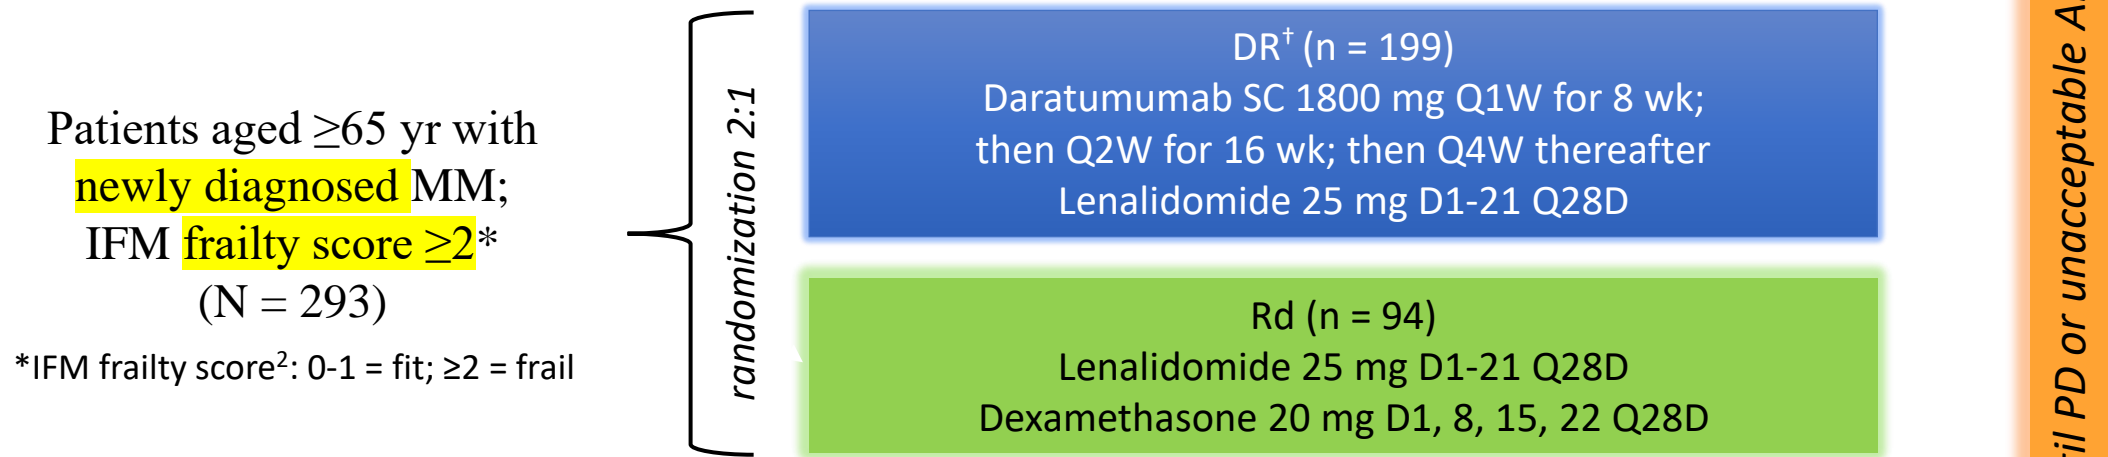 Patients aged ≥65 yr with
newly diagnosed MM;
IFM frailty score ≥2*
(N = 293)
*IFM frailty score²: 0-1 = fit; ≥2 = frail
randomization 2:1
DR† (n = 199)
Daratumumab SC 1800 mg Q1W for 8 wk;
then Q2W for 16 wk; then Q4W thereafter
Lenalidomide 25 mg D1-21 Q28D
Rd (n = 94)
Lenalidomide 25 mg D1-21 Q28D
Dexamethasone 20 mg D1, 8, 15, 22 Q28D
PD or unacceptable